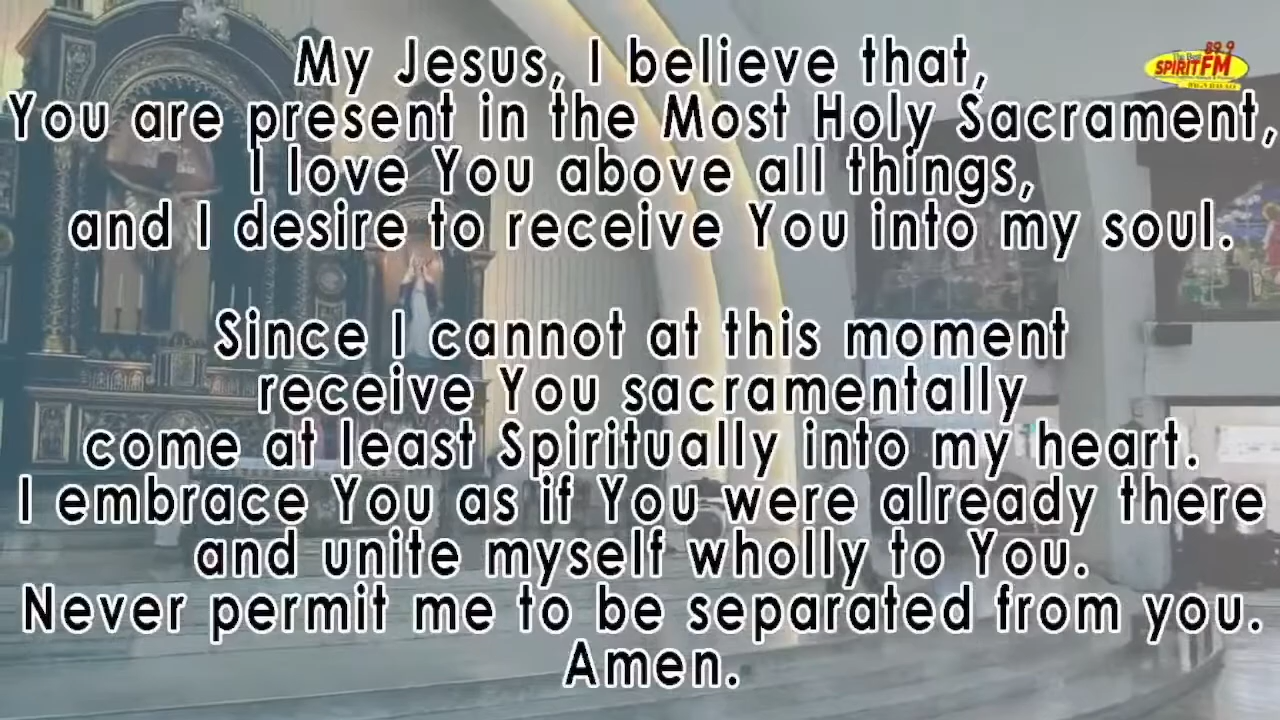 My Jesus, I believe that,
You are present in the Most Holy Sacrament,
I love You above all things,
and I desire to receive You into my soul.
Since I cannot at this moment
receive You sacramentally
come at least Spiritually into my heart.
I embrace You as if You were already there
and unite myself wholly to You.
Never permit me to be separated from you.
Amen.
89.9
SPIRIT FM